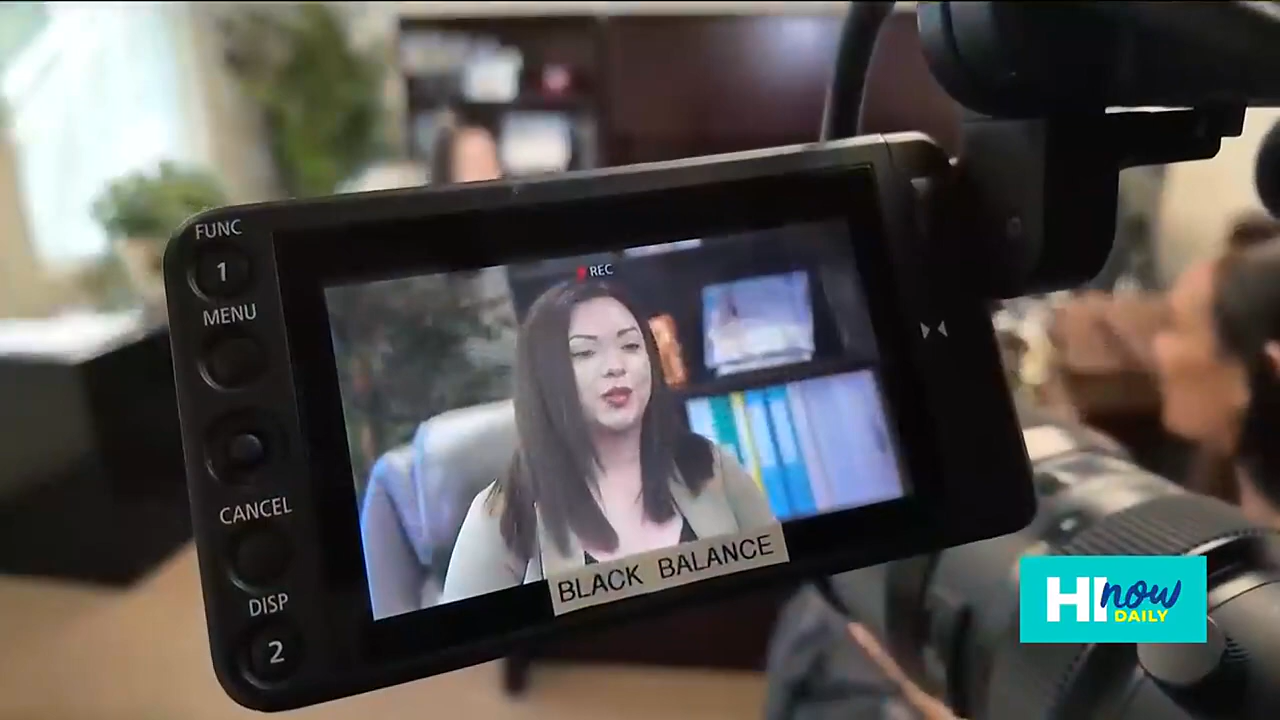 FUNC
1
MENU
CANCEL
DISP
2
REC
BLACK BALANCE
HI now
DAILY